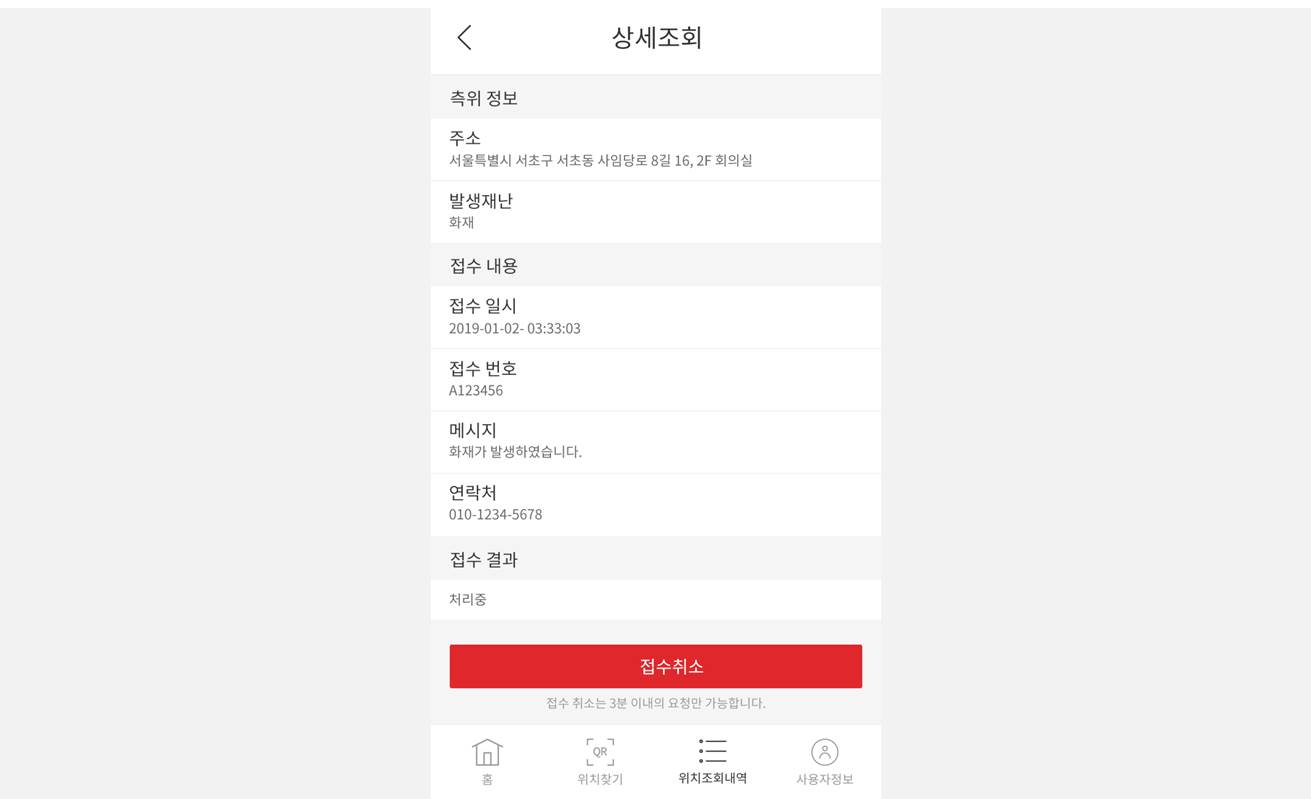 상세조회
측위 정보
주소
서울특별시 서초구 서초동 사임당로 8길 16, 2F 회의실
발생재난
화재
접수 내용
접수 일시
2019-01-02- 03:33:03
접수 번호
A123456
메시지
화재가 발생하였습니다.
연락처
010-1234-5678
접수 결과
처리중
접수취소
접수 취소는 3분 이내의 요청만 가능합니다.
QR
홈 위치찾기 위치조회내역 사용자정보